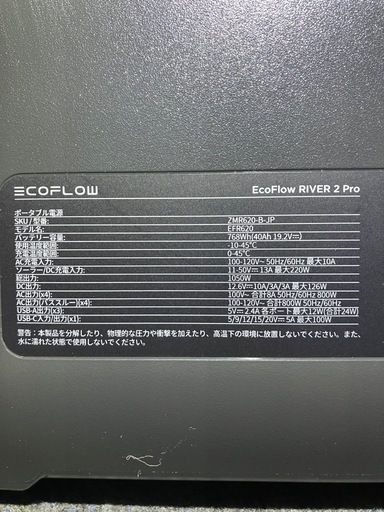 ECOFLOW
EcoFlow RIVER 2 Pro
ポータブル電源
SKU / 型番: ZMR620-B-JP
モデル名: EFR620
バッテリー容量: 768Wh(40Ah 19.2V⎓)
使用温度範囲: -10-45°C
充電温度範囲: 0-45°C
AC充電入力: 100-120V~ 50Hz/60Hz 最大10A
ソーラー/DC充電入力: 11-50V⎓13A 最大220W
総出力: 1050W
DC出力: 12.6V⎓10A/3A/3A 最大126W
AC出力(x4): 100V~ 合計8A 50Hz/60Hz 800W
AC出力(バススルー)(x4): 100-120V~ 合計800W 50Hz/60Hz
USB-A出力(x3): 5V⎓2.4A 各ポート最大12W(合計24W)
USB-C入力/出力(x1): 5/9/12/15/20V⎓5A 最大100W
警告：本製品を分解したり、物理的な圧力や衝撃を加えたり、高温下の環境に放置しないでください。また、
水に濡れた状態で使用しないでください。